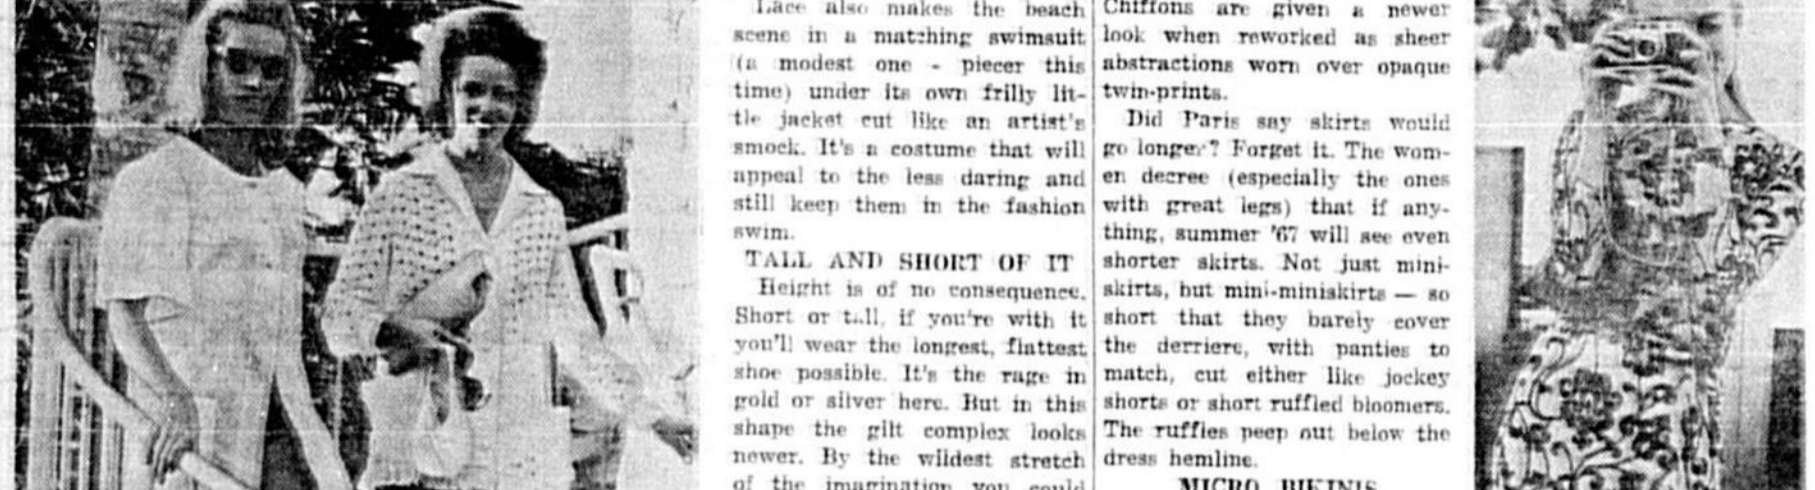 Lace also makes the beach
scene in a matching swimsuit
(a modest one - piecer this
time) under its own frilly lit-
tle jacket cut like an artist's
smock. It's a costume that will
appeal to the less daring and
still keep them in the fashion
swim.
TALL AND SHORT OF IT
Height is of no consequence.
Short or tall, if you're with it
you'll wear the longest, flattest
shoe possible. It's the rage in
gold or silver here. But in this
shape the gilt complex looks
newer. By the wildest stretch
of the imagination you could
Chiffons are given a newer
look when reworked as sheer
abstractions worn over opaque
twin-prints.
Did Paris say skirts would
go longer? Forget it. The wom-
en decree (especially the ones
with great legs) that if any-
thing, summer '67 will see even
shorter skirts. Not just mini-
skirts, but mini-miniskirts — so
short that they barely cover
the derriere, with panties to
match, cut either like jockey
shorts or short ruffled bloomers.
The ruffles peep out below the
dress hemline.
MICRO BIKINIS